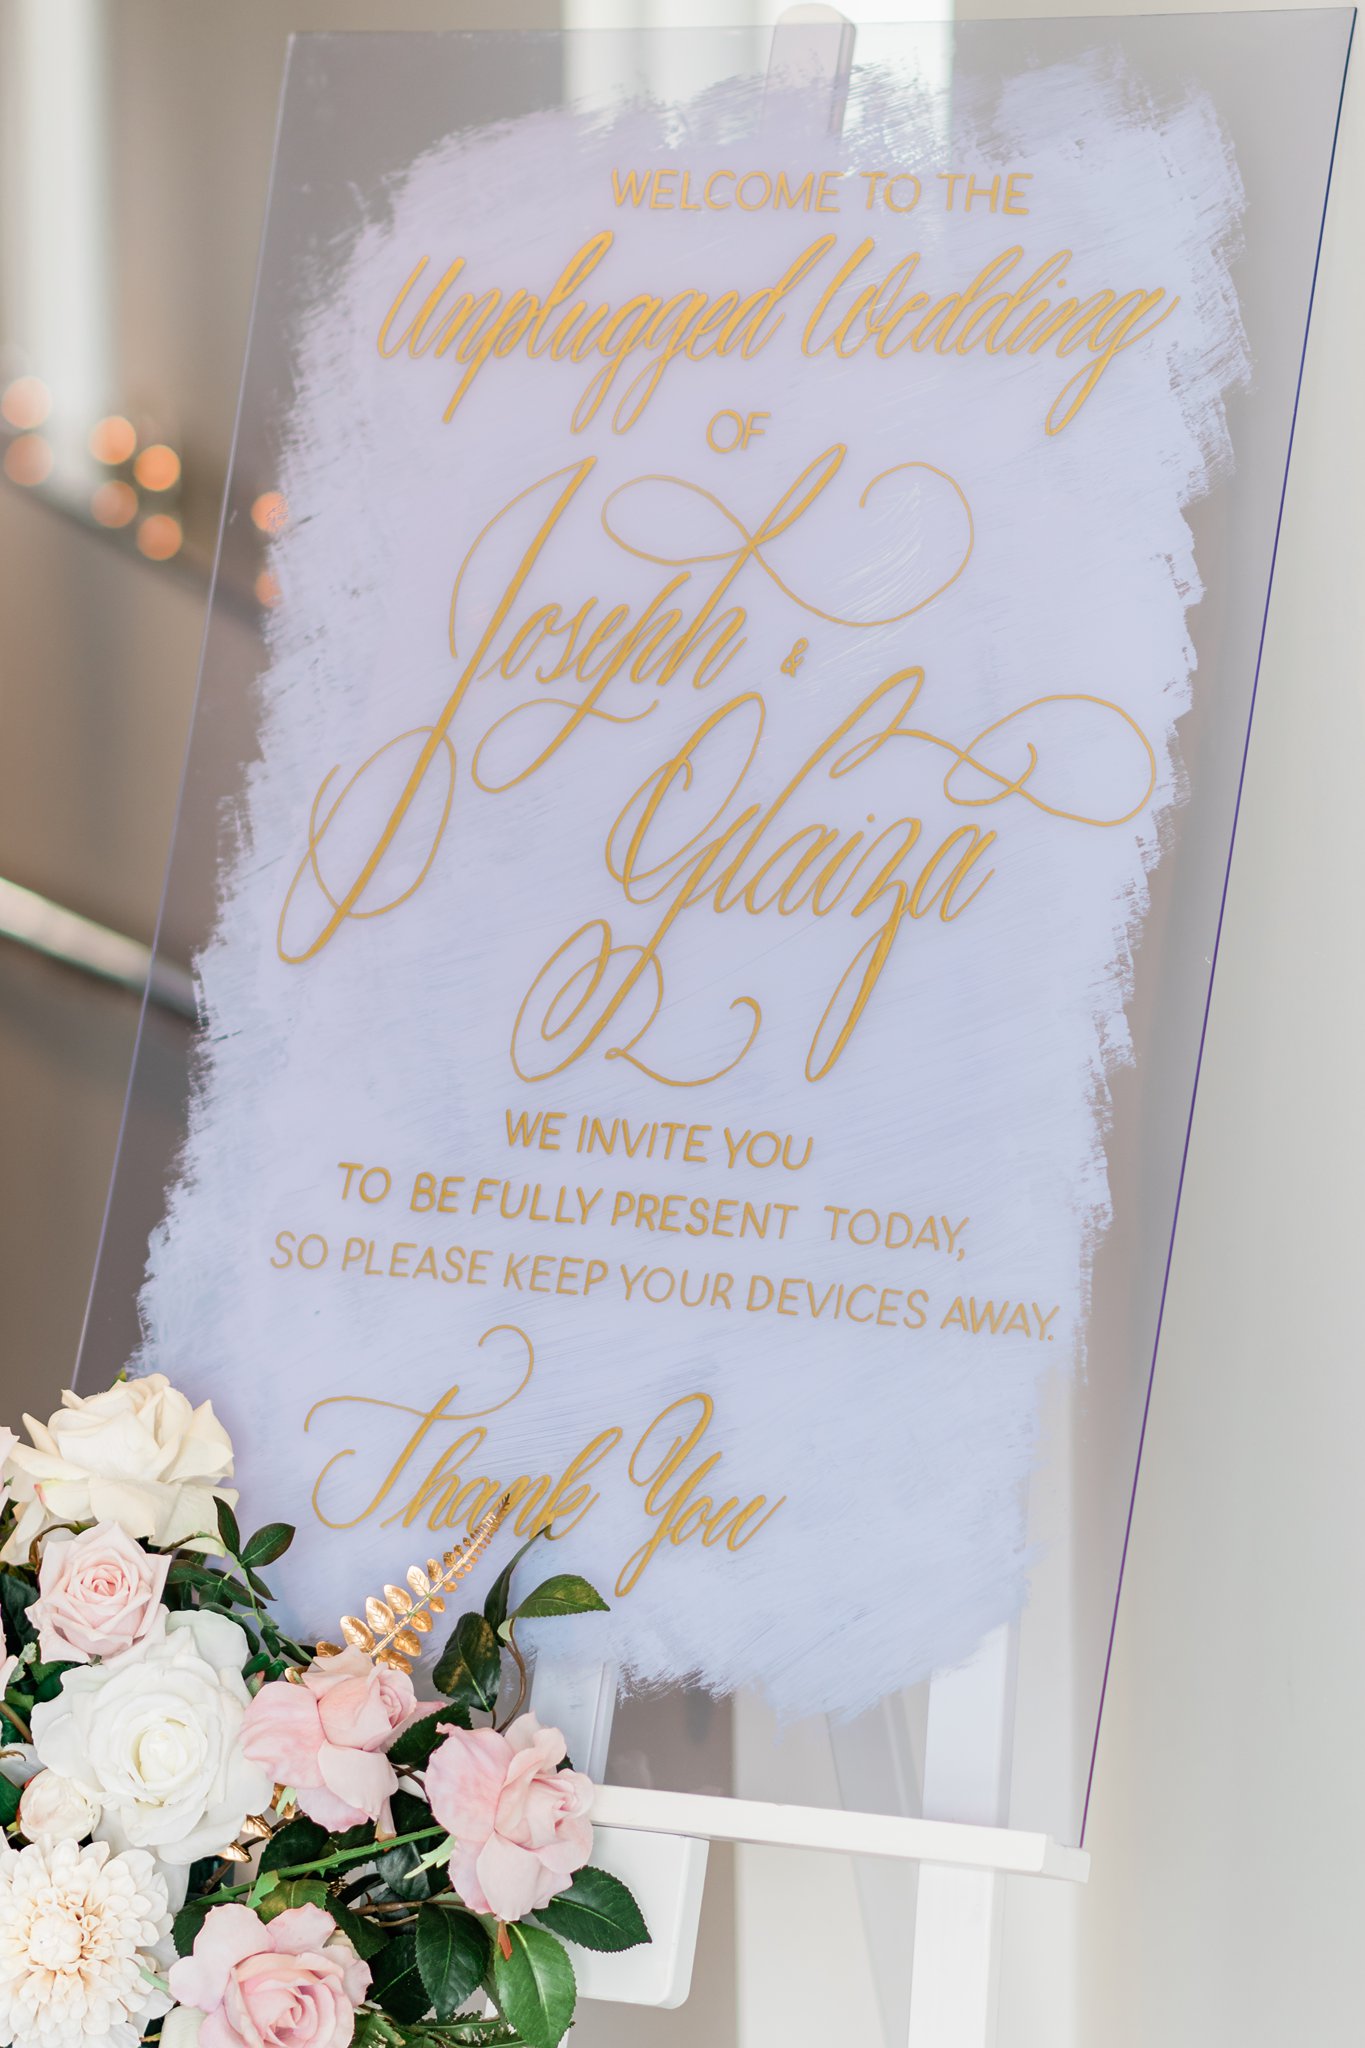 WELCOME TO THE
Unplugged Wedding
OF
Joseph &
Glaiza
WE INVITE YOU
TO BE FULLY PRESENT TODAY,
SO PLEASE KEEP YOUR DEVICES AWAY.
Thank You